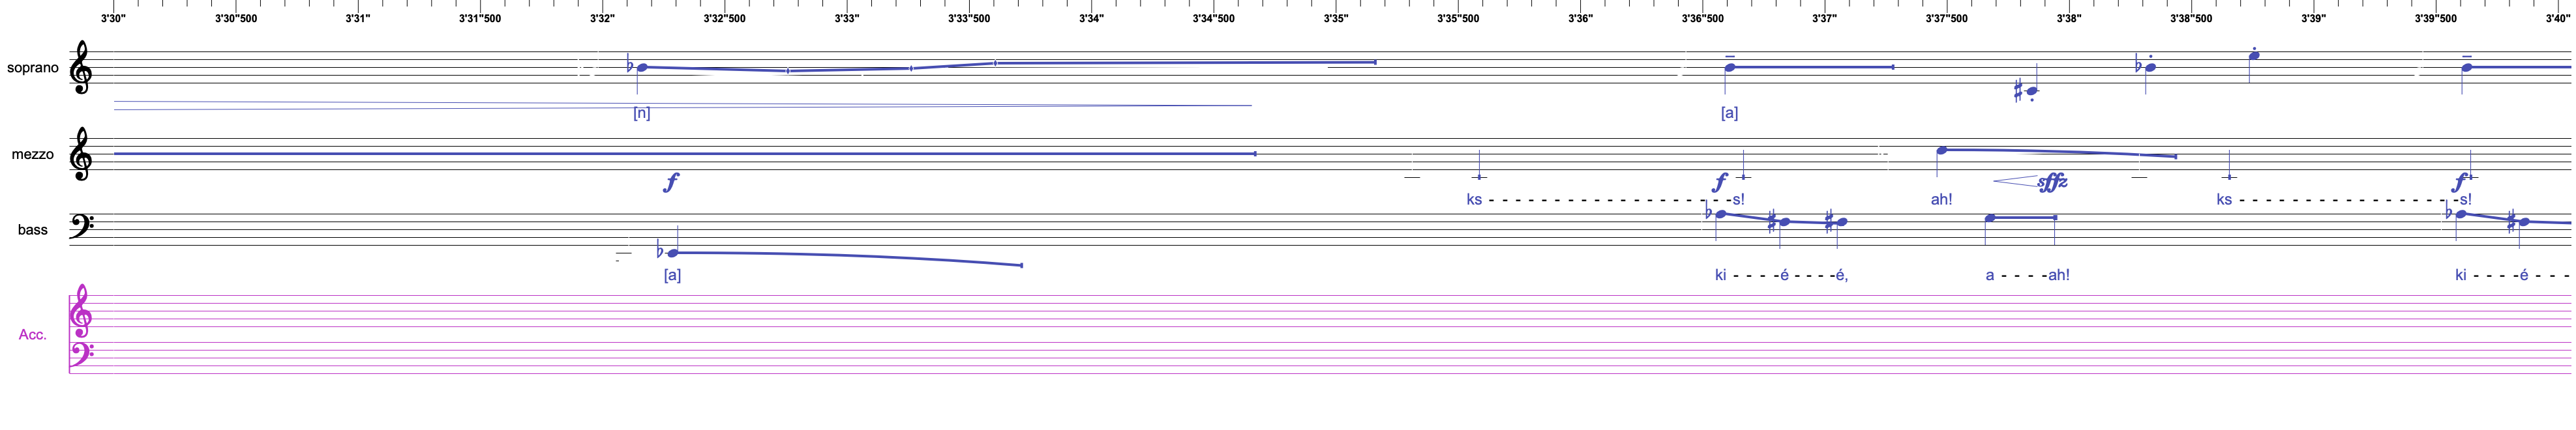 3'30" 3'30"500 3'31" 3'31"500 3'32" 3'32"500 3'33" 3'33"500 3'34" 3'34"500 3'35" 3'35"500 3'36" 3'36"500 3'37" 3'37"500 3'38" 3'38"500 3'39" 3'39"500 3'40"
soprano
[n] [a]
mezzo
f f sffz f
ks - - - - - - - - - - - - - - - - - -s! ah! ks - - - - - - - - - - - - - - - -s!
bass
[a] ki - - - -é - - - -é, a - - - -ah! ki - - - -é - - -
Acc.